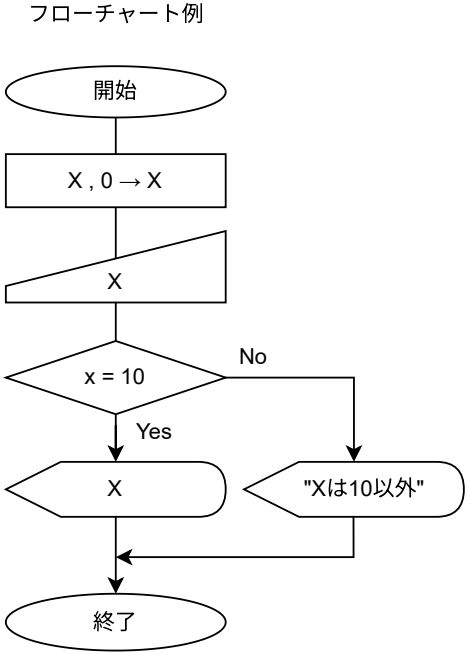 フローチャート例
開始
X , 0 → X
X
x = 10
No
Yes
X
"Xは10以外"
終了